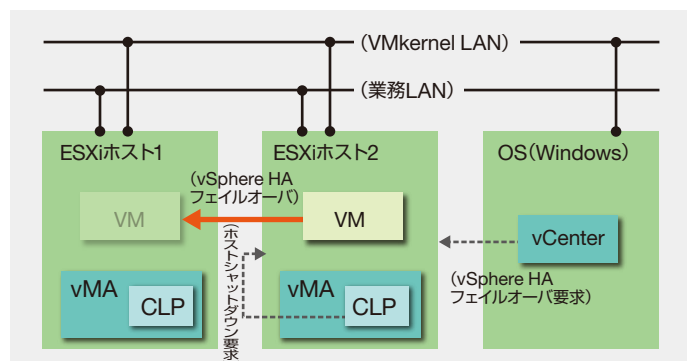 (VMkernel LAN)
(業務LAN)
ESXiホスト1
ESXiホスト2
OS(Windows)
(vSphere HA
フェイルオーバ)
VM
VM
vCenter
(ホストシャットダウン要求)
(vSphere HA
フェイルオーバ要求)
vMA
CLP
vMA
CLP